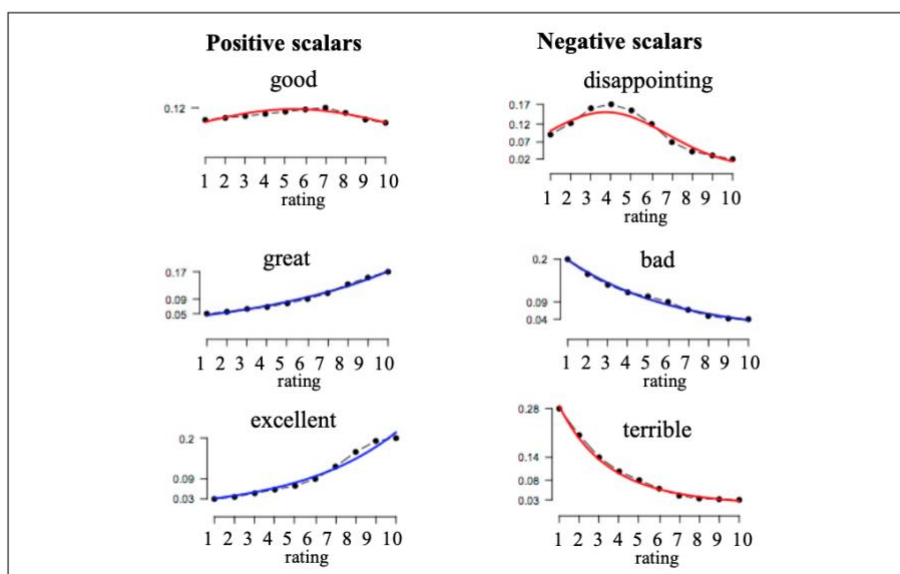 Positive scalars
good
0.12
1 2 3 4 5 6 7 8 9 10
rating
great
0.17
0.09
0.05
1 2 3 4 5 6 7 8 9 10
rating
excellent
0.2
0.09
0.03
1 2 3 4 5 6 7 8 9 10
rating
Negative scalars
disappointing
0.17
0.12
0.07
0.02
1 2 3 4 5 6 7 8 9 10
rating
bad
0.2
0.09
0.04
1 2 3 4 5 6 7 8 9 10
rating
terrible
0.28
0.14
0.08
0.03
1 2 3 4 5 6 7 8 9 10
rating